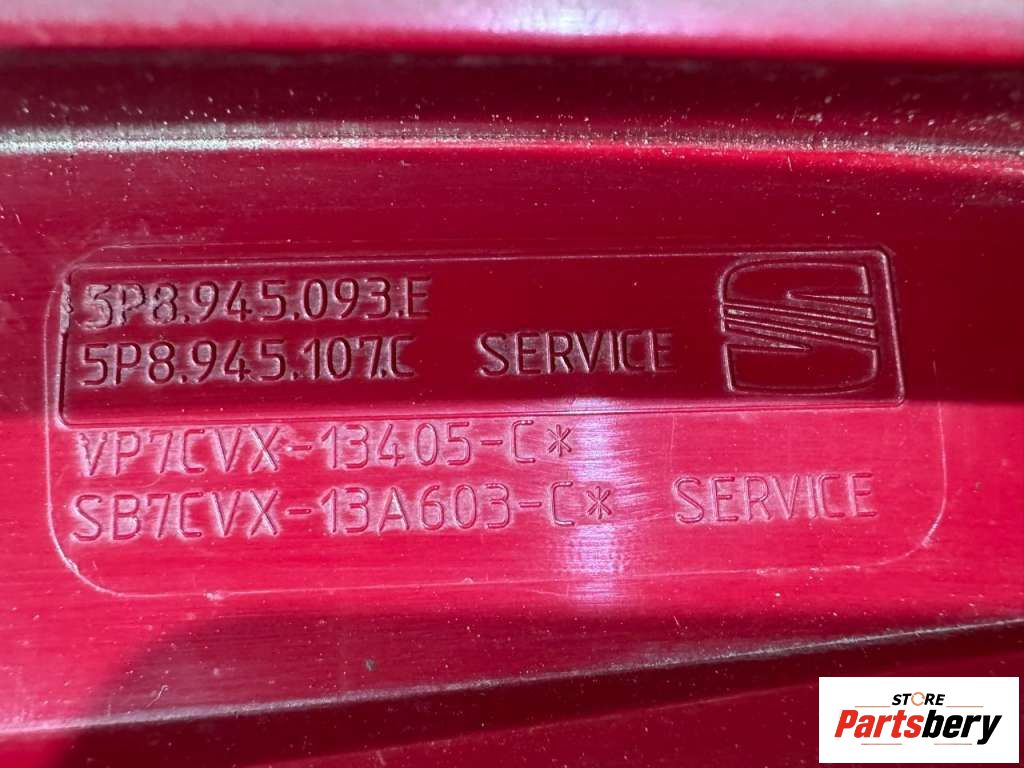 5P8.945.093.E
5P8.945.107.C SERVICE
VP7CVX-13405-C*
SB7CVX-13A603-C* SERVICE
STORE
Partsbery